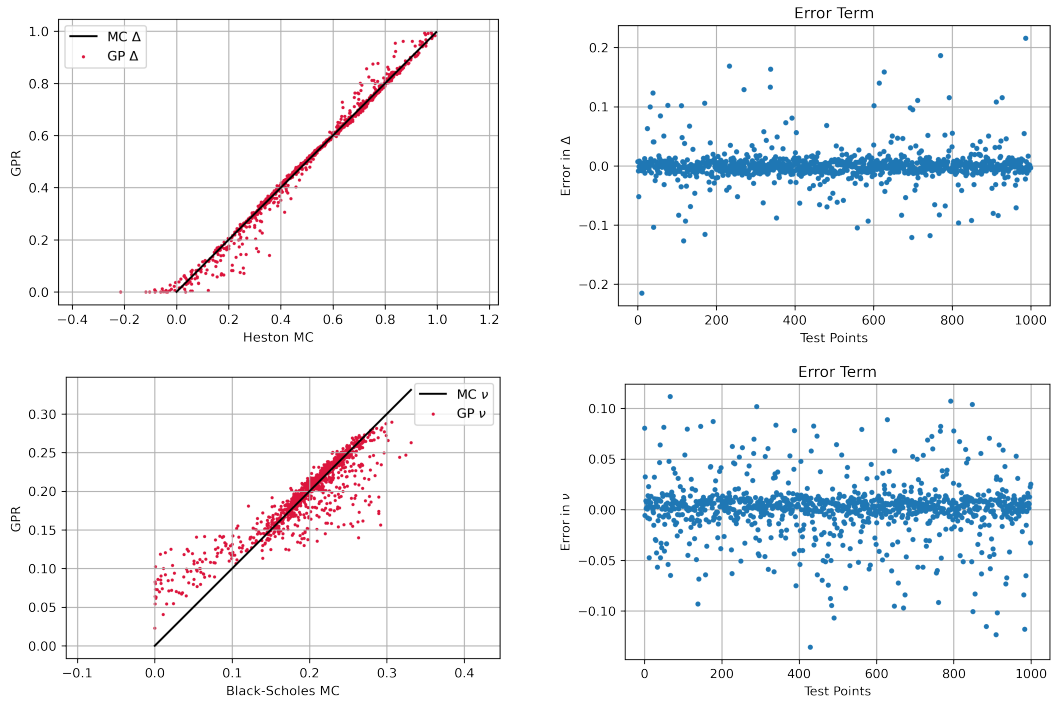 MC Δ
GP Δ
1.0
0.8
0.6
0.4
0.2
0.0
GPR
−0.4 −0.2 0.0 0.2 0.4 0.6 0.8 1.0 1.2
Heston MC
Error Term
0.2
0.1
0.0
−0.1
−0.2
Error in Δ
0 200 400 600 800 1000
Test Points
MC ν
GP ν
0.30
0.25
0.20
0.15
0.10
0.05
0.00
GPR
−0.1 0.0 0.1 0.2 0.3 0.4
Black-Scholes MC
Error Term
0.10
0.05
0.00
−0.05
−0.10
Error in ν
0 200 400 600 800 1000
Test Points